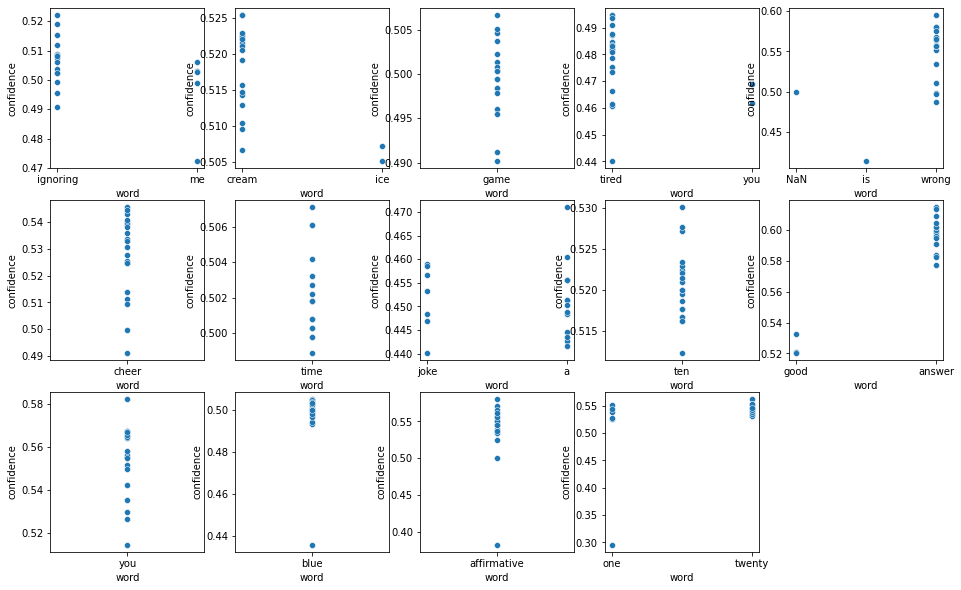 0.52
0.51
0.50
0.49
0.48
0.47
confidence
ignoring
me
word
0.525
0.520
0.515
0.510
0.505
confidence
cream
ice
word
0.505
0.500
0.495
0.490
confidence
game
word
0.49
0.48
0.47
0.46
0.45
0.44
confidence
tired
you
word
0.60
0.55
0.50
0.45
confidence
NaN
is
wrong
word
0.54
0.53
0.52
0.51
0.50
0.49
confidence
cheer
word
0.506
0.504
0.502
0.500
confidence
time
word
0.470
0.465
0.460
0.455
0.450
0.445
0.440
confidence
joke
a
word
0.530
0.525
0.520
0.515
confidence
ten
word
0.60
0.58
0.56
0.54
0.52
confidence
good
answer
word
0.58
0.56
0.54
0.52
confidence
you
word
0.50
0.48
0.46
0.44
confidence
blue
word
0.55
0.50
0.45
0.40
confidence
affirmative
word
0.55
0.50
0.45
0.40
0.35
0.30
confidence
one
twenty
word